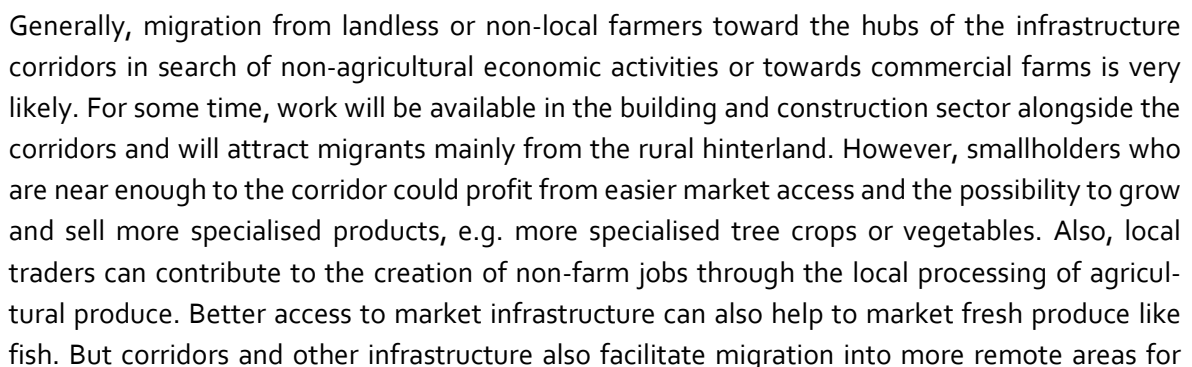 Generally, migration from landless or non-local farmers toward the hubs of the infrastructure
corridors in search of non-agricultural economic activities or towards commercial farms is very
likely. For some time, work will be available in the building and construction sector alongside the
corridors and will attract migrants mainly from the rural hinterland. However, smallholders who
are near enough to the corridor could profit from easier market access and the possibility to grow
and sell more specialised products, e.g. more specialised tree crops or vegetables. Also, local
traders can contribute to the creation of non-farm jobs through the local processing of agricul-
tural produce. Better access to market infrastructure can also help to market fresh produce like
fish. But corridors and other infrastructure also facilitate migration into more remote areas for